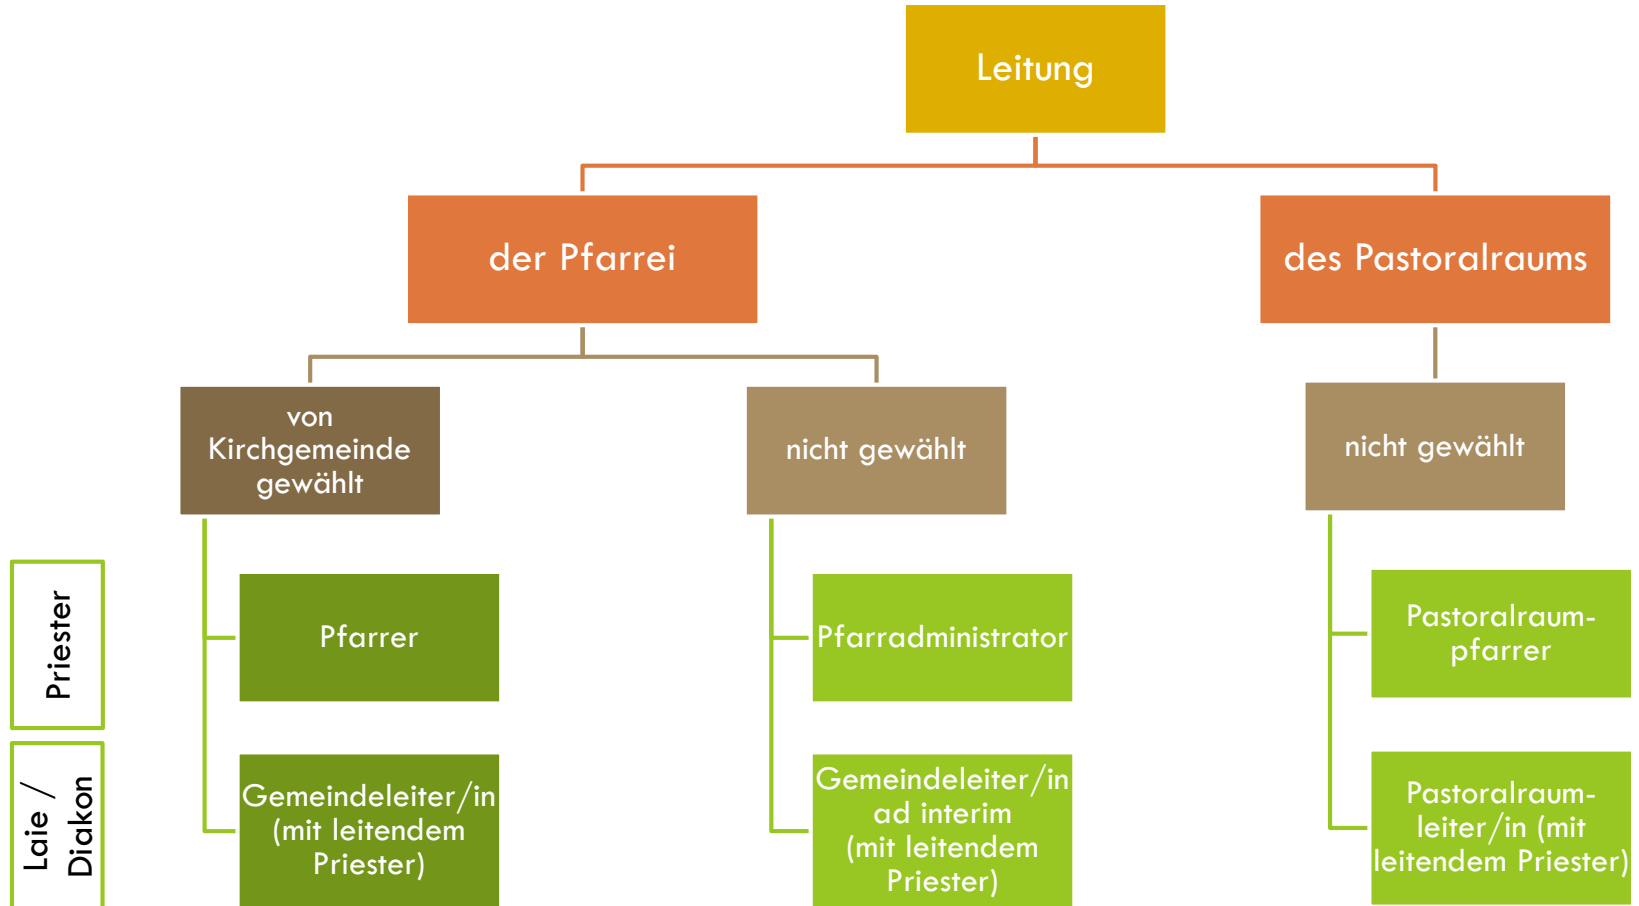 Leitung
der Pfarrei
des Pastoralraums
von
Kirchgemeinde
gewählt
nicht gewählt
nicht gewählt
Priester
Pfarrer
Pfarradministrator
Pastoralraum-
pfarrer
Laie /
Diakon
Gemeindeleiter/in
(mit leitendem
Priester)
Gemeindeleiter/in
ad interim
(mit leitendem
Priester)
Pastoralraum-
leiter/in (mit
leitendem Priester)